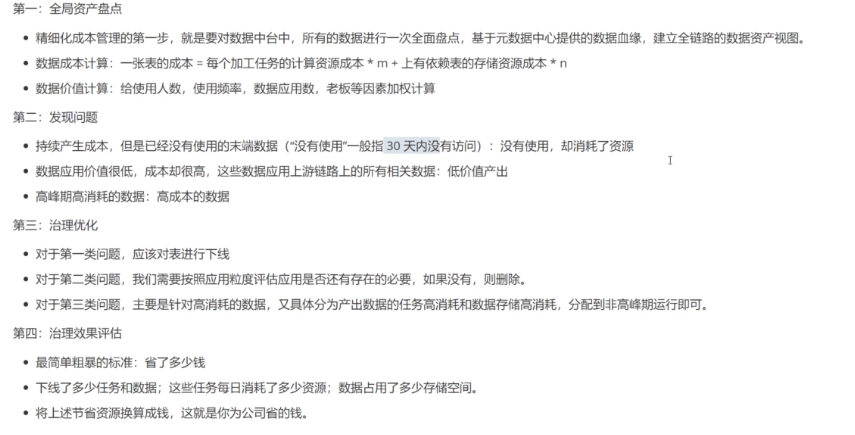 第一：全局资产盘点
精细化成本管理的第一步，就是要对数据中台中，所有的数据进行一次全面盘点，基于元数据中心提供的数据血缘，建立全链路的数据资产视图。
数据成本计算：一张表的成本 = 每个加工任务的计算资源成本 * m + 上有依赖表的存储资源成本 * n
数据价值计算：给使用人数，使用频率，数据应用数，老板等因素加权计算
第二：发现问题
持续产生成本，但是已经没有使用的末端数据（“没有使用”一般指 30 天内没有访问）：没有使用，却消耗了资源
数据应用价值很低，成本却很高，这些数据应用上游链路上的所有相关数据：低价值产出
高峰期高消耗的数据：高成本的数据
第三：治理优化
对于第一类问题，应该对表进行下线
对于第二类问题，我们需要按照应用粒度评估应用是否还有存在的必要，如果没有，则删除。
对于第三类问题，主要是针对高消耗的数据，又具体分为产出数据的任务高消耗和数据存储高消耗，分配到非高峰期运行即可。
第四：治理效果评估
最简单粗暴的标准：省了多少钱
下线了多少任务和数据；这些任务每日消耗了多少资源；数据占用了多少存储空间。
将上述节省资源换算成钱，这就是你为公司省的钱。